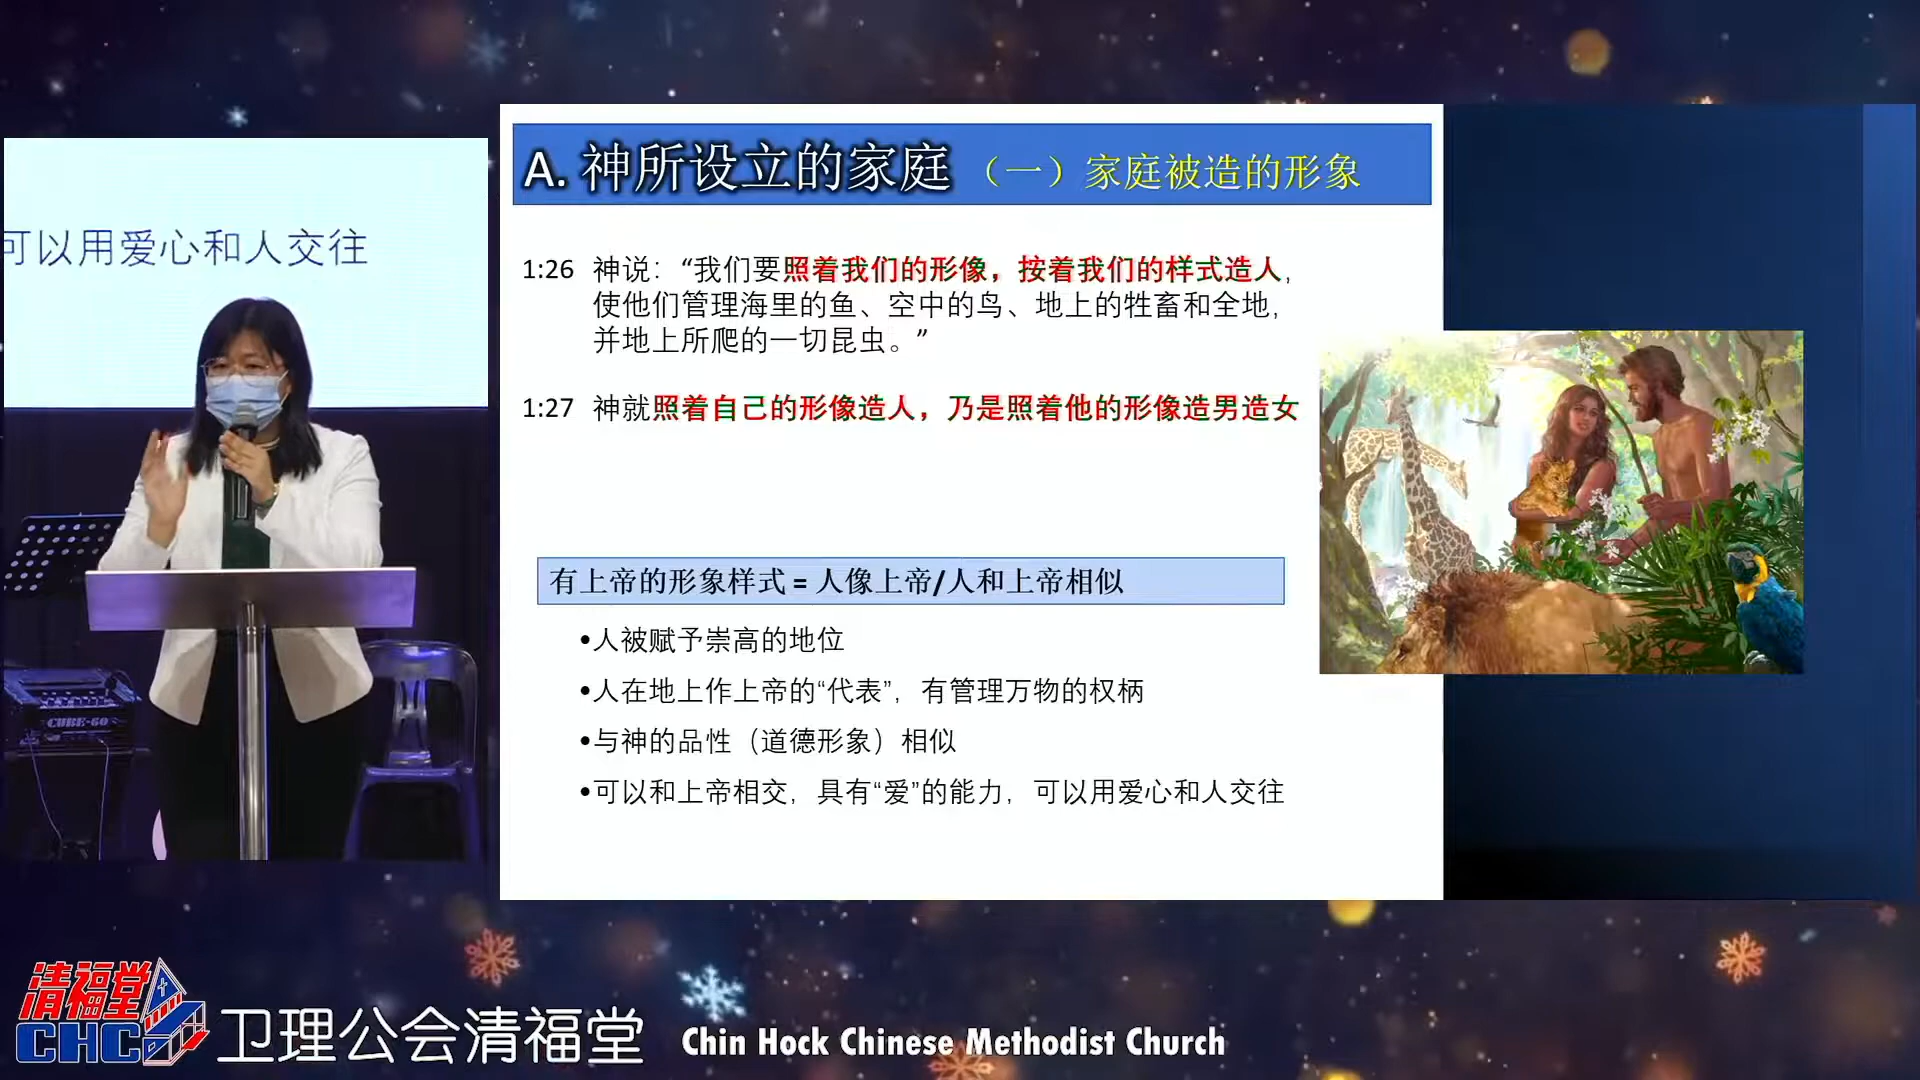 可以用爱心和人交往
A. 神所设立的家庭 （一）家庭被造的形象
1:26 神说：“我们要照着我们的形像，按着我们的样式造人，
使他们管理海里的鱼、空中的鸟、地上的牲畜和全地，
并地上所爬的一切昆虫。”
1:27 神就照着自己的形像造人，乃是照着他的形像造男造女
有上帝的形象样式 = 人像上帝/人和上帝相似
•人被赋予崇高的地位
•人在地上作上帝的“代表”，有管理万物的权柄
•与神的品性（道德形象）相似
•可以和上帝相交，具有“爱”的能力，可以用爱心和人交往
CUBE-60
清福堂
CHC
卫理公会清福堂 Chin Hock Chinese Methodist Church